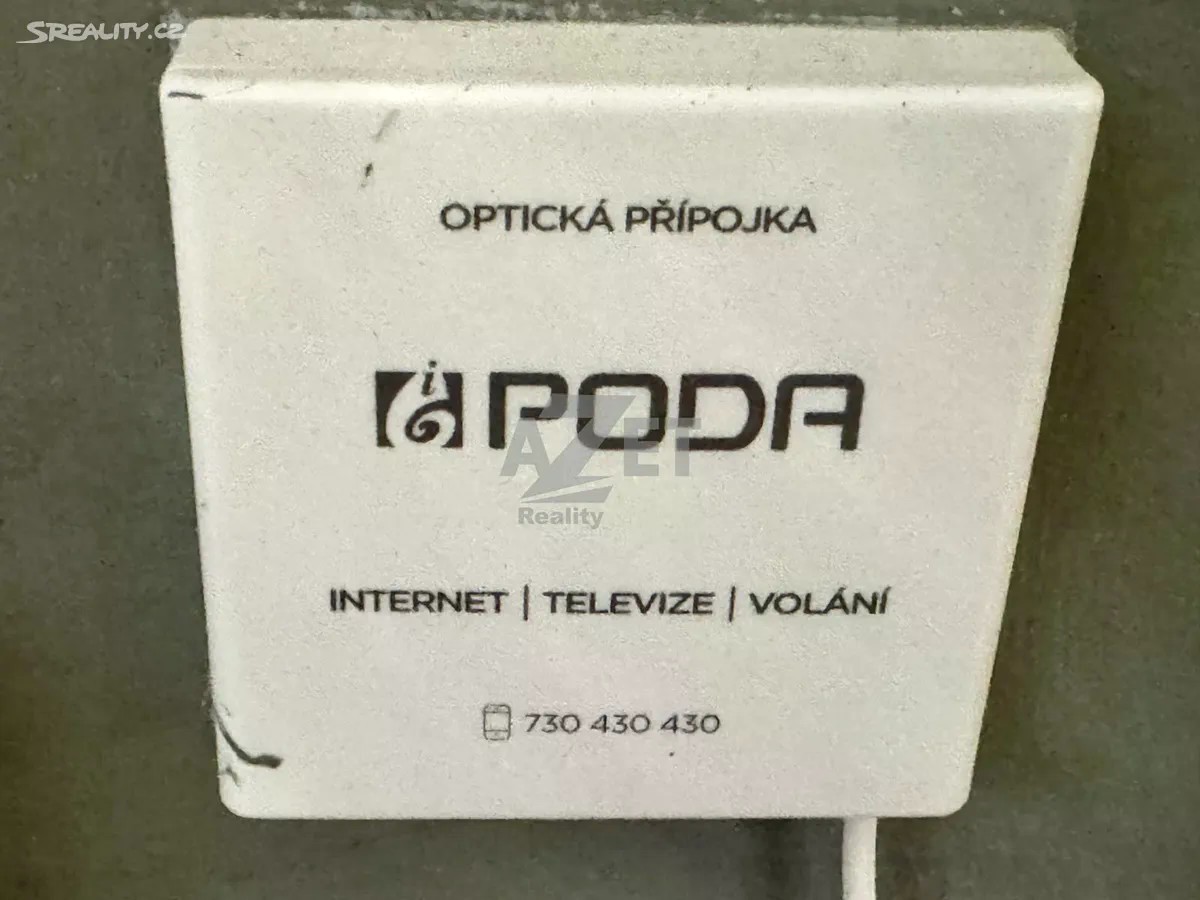 SREALITY.CZ
OPTICKÁ PŘÍPOJKA
i PODA
AZET
Reality
INTERNET | TELEVIZE | VOLÁNÍ
730 430 430